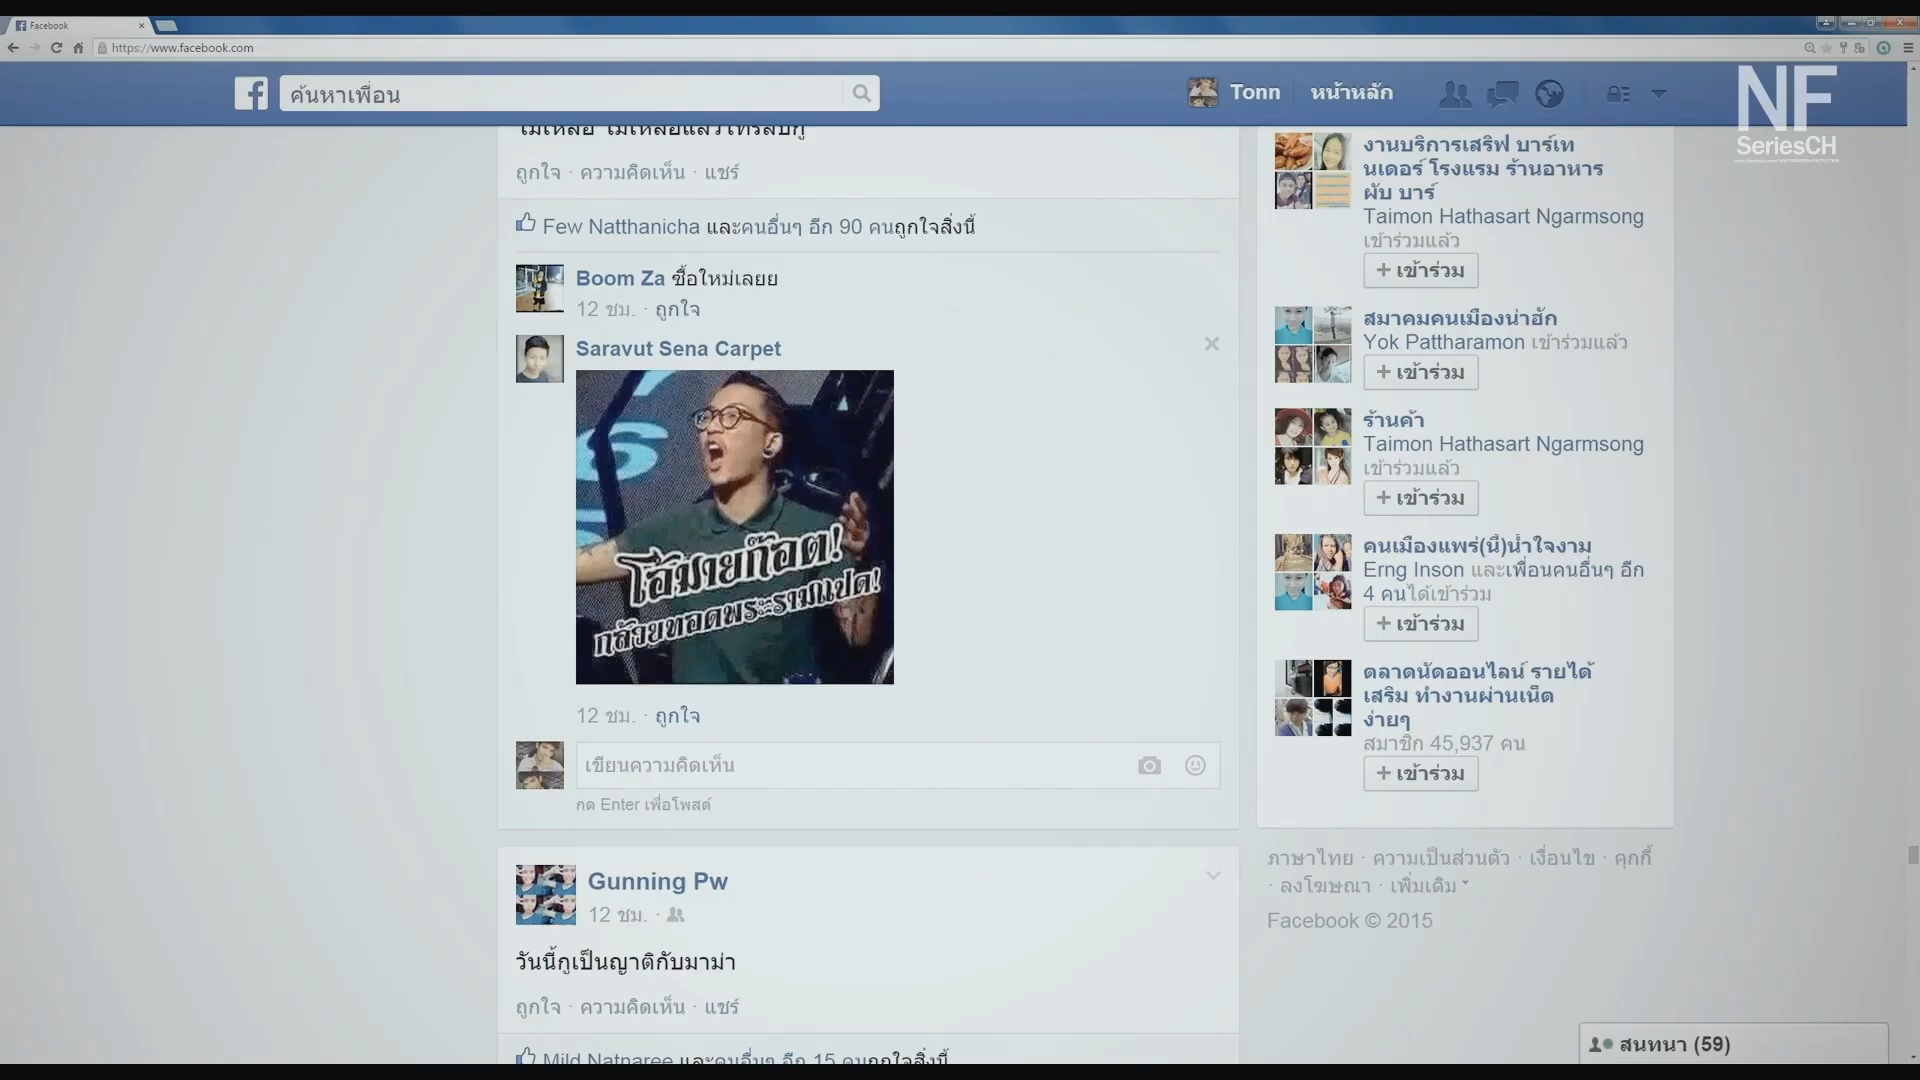 Facebook
https://www.facebook.com
ค้นหาเพื่อน
Tonn
หน้าหลัก
NF
SeriesCH
ถูกใจ · ความคิดเห็น · แชร์
Few Natthanicha และคนอื่นๆ อีก 90 คนถูกใจสิ่งนี้
Boom Za ซื้อใหม่เลยย
12 ชม. · ถูกใจ
Saravut Sena Carpet
โอ้มายก๊อต!
กล้วยทอดพระรามแปด!
12 ชม. · ถูกใจ
เขียนความคิดเห็น
กด Enter เพื่อโพสต์
Gunning Pw
12 ชม. ·
วันนี้กูเป็นญาติกับมาม่า
ถูกใจ · ความคิดเห็น · แชร์
Mild Natnaree และคนอื่นๆ อีก 15 คนถูกใจสิ่งนี้
งานบริการเสริฟ บาร์เท
นเดอร์ โรงแรม ร้านอาหาร
ผับ บาร์
Taimon Hathasart Ngarmsong
เข้าร่วมแล้ว
+ เข้าร่วม
สมาคมคนเมืองน่าฮัก
Yok Pattharamon เข้าร่วมแล้ว
+ เข้าร่วม
ร้านค้า
Taimon Hathasart Ngarmsong
เข้าร่วมแล้ว
+ เข้าร่วม
คนเมืองแพร่(นี้)น้ำใจงาม
Erng Inson และเพื่อนคนอื่นๆ อีก
4 คนได้เข้าร่วม
+ เข้าร่วม
ตลาดนัดออนไลน์ รายได้
เสริม ทำงานผ่านเน็ต
ง่ายๆ
สมาชิก 45,937 คน
+ เข้าร่วม
ภาษาไทย · ความเป็นส่วนตัว · เงื่อนไข · คุกกี้
· ลงโฆษณา · เพิ่มเติม
Facebook © 2015
สนทนา (59)